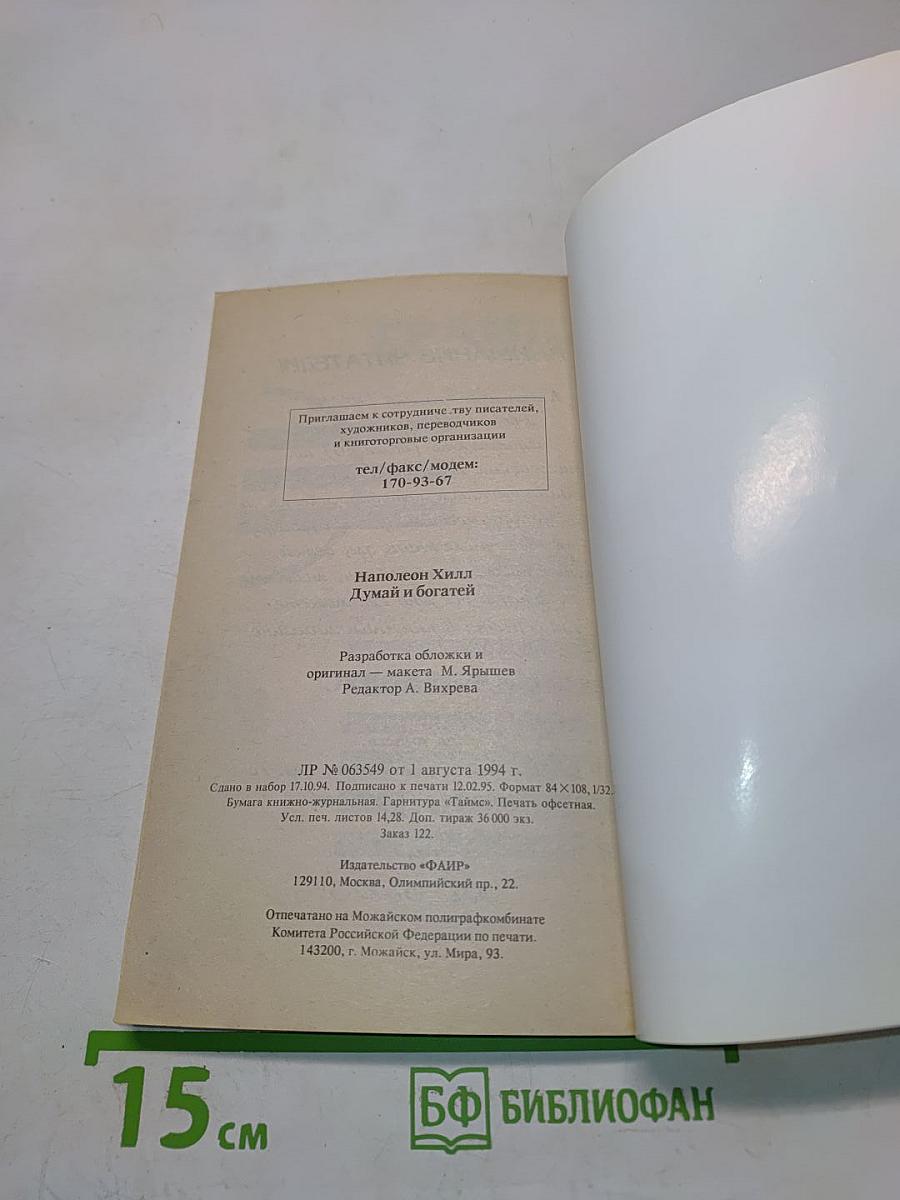 Приглашаем к сотрудниче тву писателей,
художников, переводчиков
и книготорговые организации
тел/факс/модем:
170-93-67
Наполеон Хилл
Думай и богатей
Разработка обложки и
оригинал — макета М. Ярышев
Редактор А. Вихрева
ЛР № 063549 от 1 августа 1994 г.
Сдано в набор 17.10.94. Подписано к печати 12.02.95. Формат 84×108, 1/32.
Бумага книжно-журнальная. Гарнитура «Таймс». Печать офсетная.
Усл. печ. листов 14,28. Доп. тираж 36 000 экз.
Заказ 122.
Издательство «ФАИР»
129110, Москва, Олимпийский пр., 22.
Отпечатано на Можайском полиграфкомбинате
Комитета Российской Федерации по печати.
143200, г. Можайск, ул. Мира, 93.
15 см
БФ БИБЛИОФАН